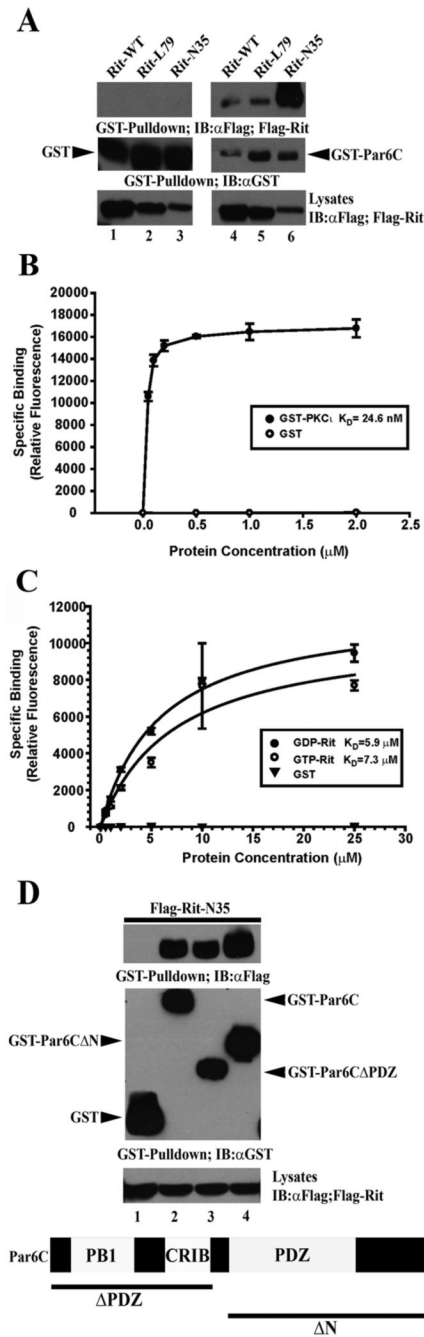 A
Rit-WT Rit-L79 Rit-N35 Rit-WT Rit-L79 Rit-N35
GST-Pulldown; IB:αFlag; Flag-Rit
GST GST-Par6C
GST-Pulldown; IB:αGST
Lysates
IB:αFlag; Flag-Rit
1 2 3 4 5 6
B
Specific Binding
(Relative Fluorescence)
20000
18000
16000
14000
12000
10000
8000
6000
4000
2000
0
GST-PKCι KD= 24.6 nM
GST
0.0 0.5 1.0 1.5 2.0 2.5
Protein Concentration (μM)
C
Specific Binding
(Relative Fluorescence)
12000
10000
8000
6000
4000
2000
0
GDP-Rit KD=5.9 μM
GTP-Rit KD=7.3 μM
GST
0 5 10 15 20 25 30
Protein Concentration (μM)
D
Flag-Rit-N35
GST-Pulldown; IB:αFlag
GST-Par6C
GST-Par6CΔN
GST-Par6CΔPDZ
GST
GST-Pulldown; IB:αGST
Lysates
IB:αFlag;Flag-Rit
1 2 3 4
Par6C PB1 CRIB PDZ
ΔPDZ
ΔN